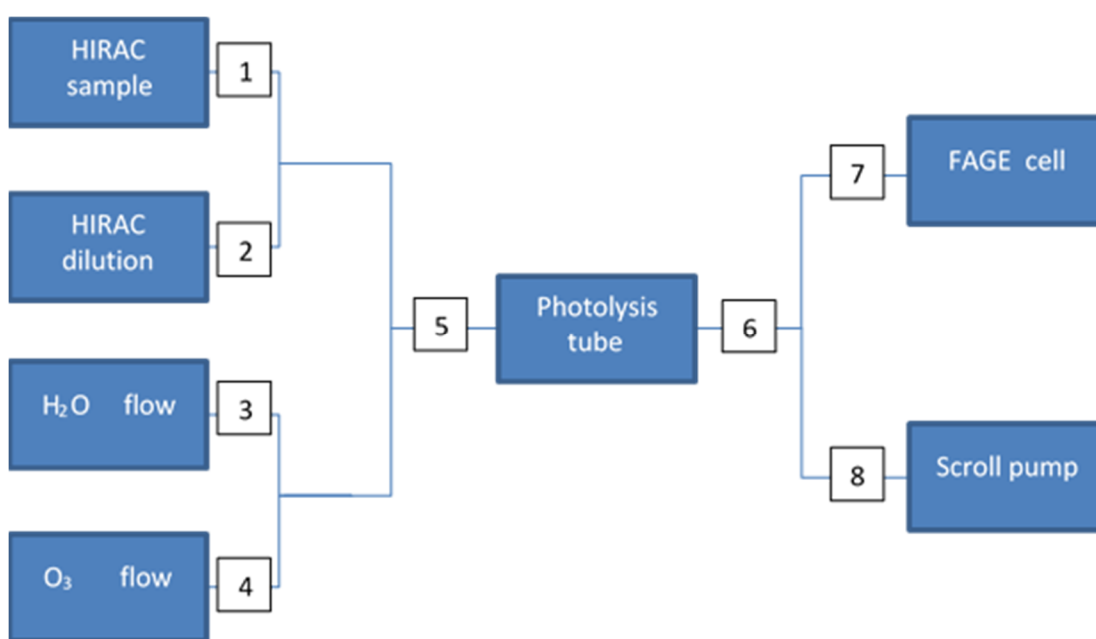 HIRAC
sample
1
HIRAC
dilution
2
H₂O flow
3
O₃ flow
4
5
Photolysis
tube
6
7
FAGE cell
8
Scroll pump